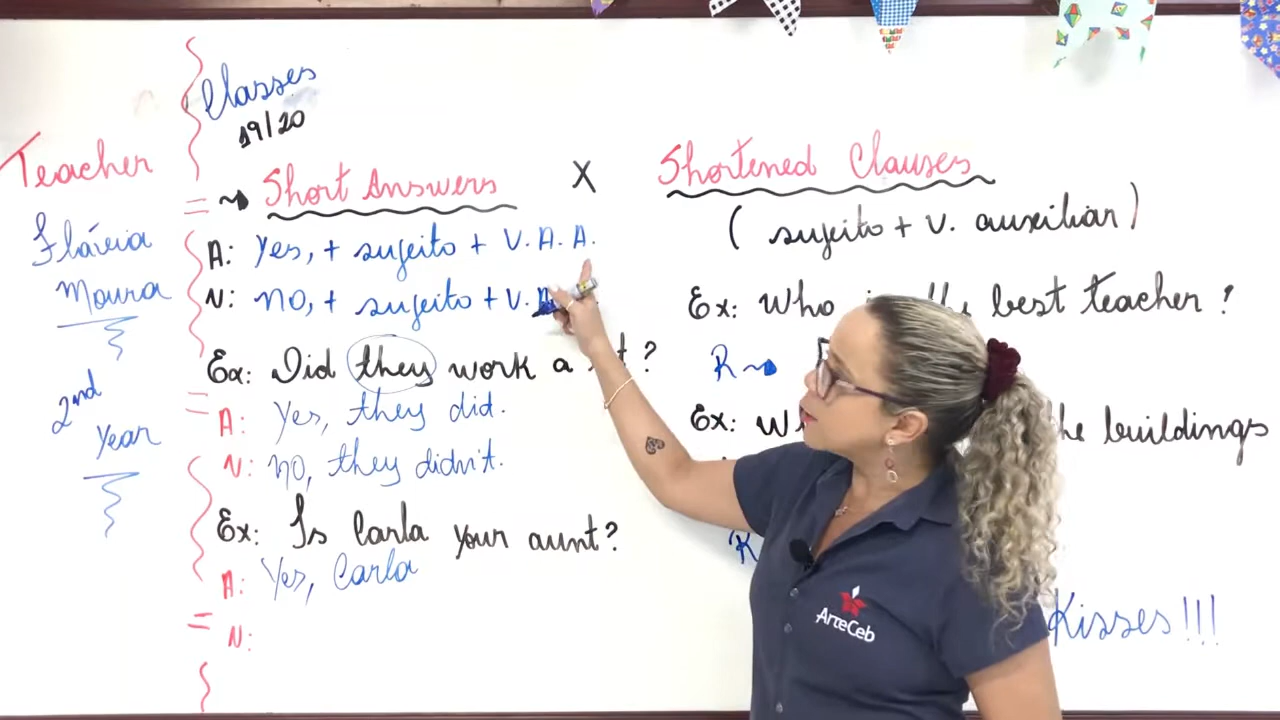 Teacher
Flávia
Moura
2nd
Year
Classes
19/20
Short Answers X Shortened Clauses
A: Yes, + sujeito + V. A. A.
N: NO, + sujeito + V.
(sujeito + v. auxiliar)
Ex: Did they work a ?
A: Yes, they did.
N: NO, they didn't.
Ex: Is Carla your aunt?
A: Yes, Carla
N:
Ex: Who the best teacher?
R
Ex: the buildings
R
Kisses!!!
ArteCeb